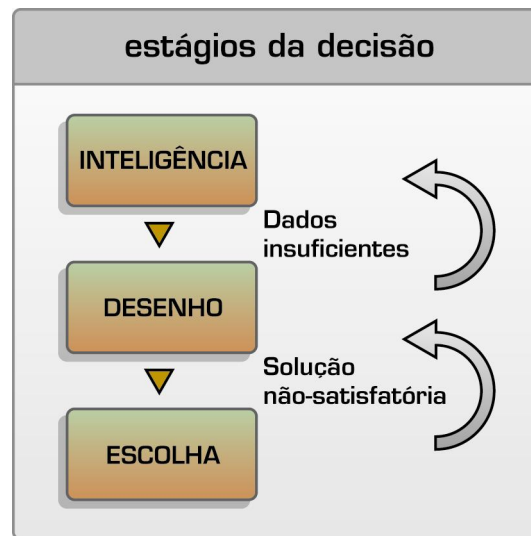 estágios da decisão
INTELIGÊNCIA
Dados
insuficientes
DESENHO
Solução
não-satisfatória
ESCOLHA